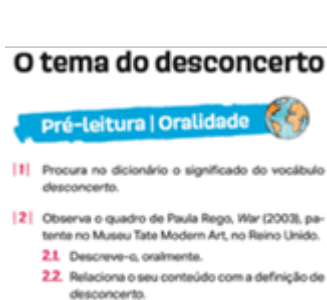 O tema do desconcerto
Pré-leitura | Oralidade
|1| Procura no dicionário o significado do vocábulo
desconcerto.
|2| Observa o quadro de Paula Rego, War (2003), pa-
tente no Museu Tate Modern Art, no Reino Unido.
2.1 Descreve-o, oralmente.
2.2. Relaciona o seu conteúdo com a definição de
desconcerto.